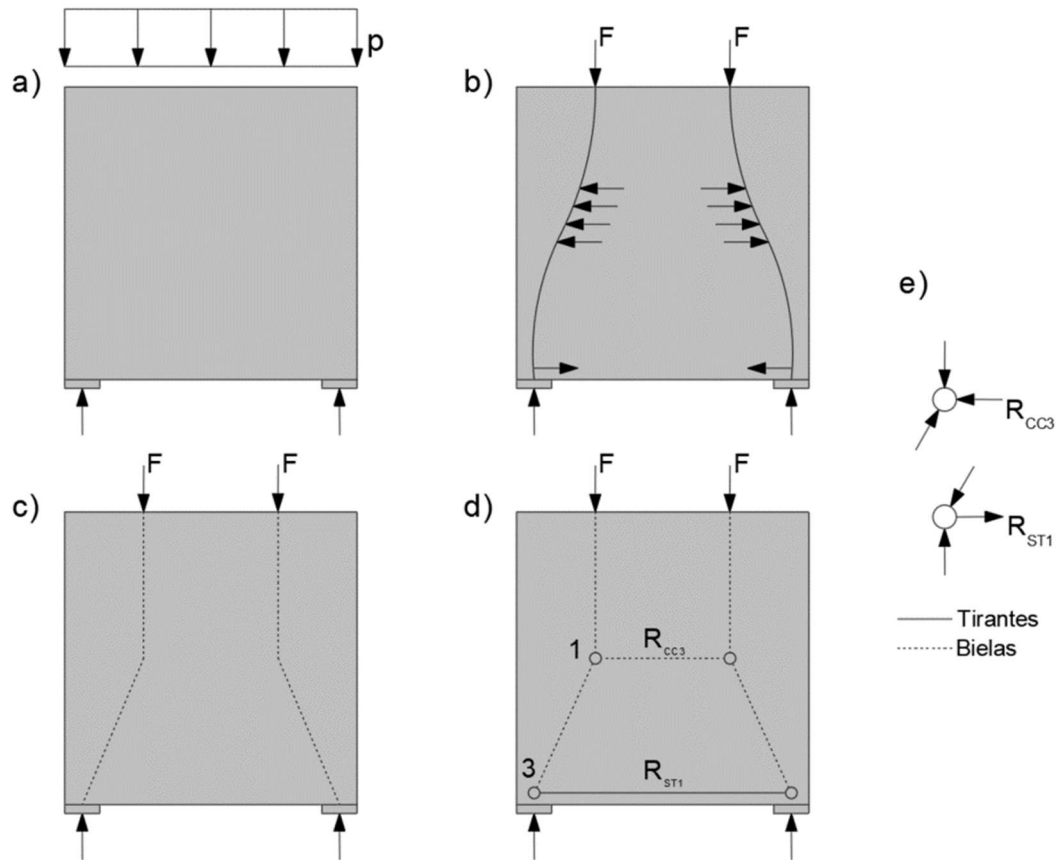 p
a)
F F
b)
e)
R_CC3
R_ST1
Tirantes
Bielas
F F
c)
F F
d)
1
R_CC3
3
R_ST1